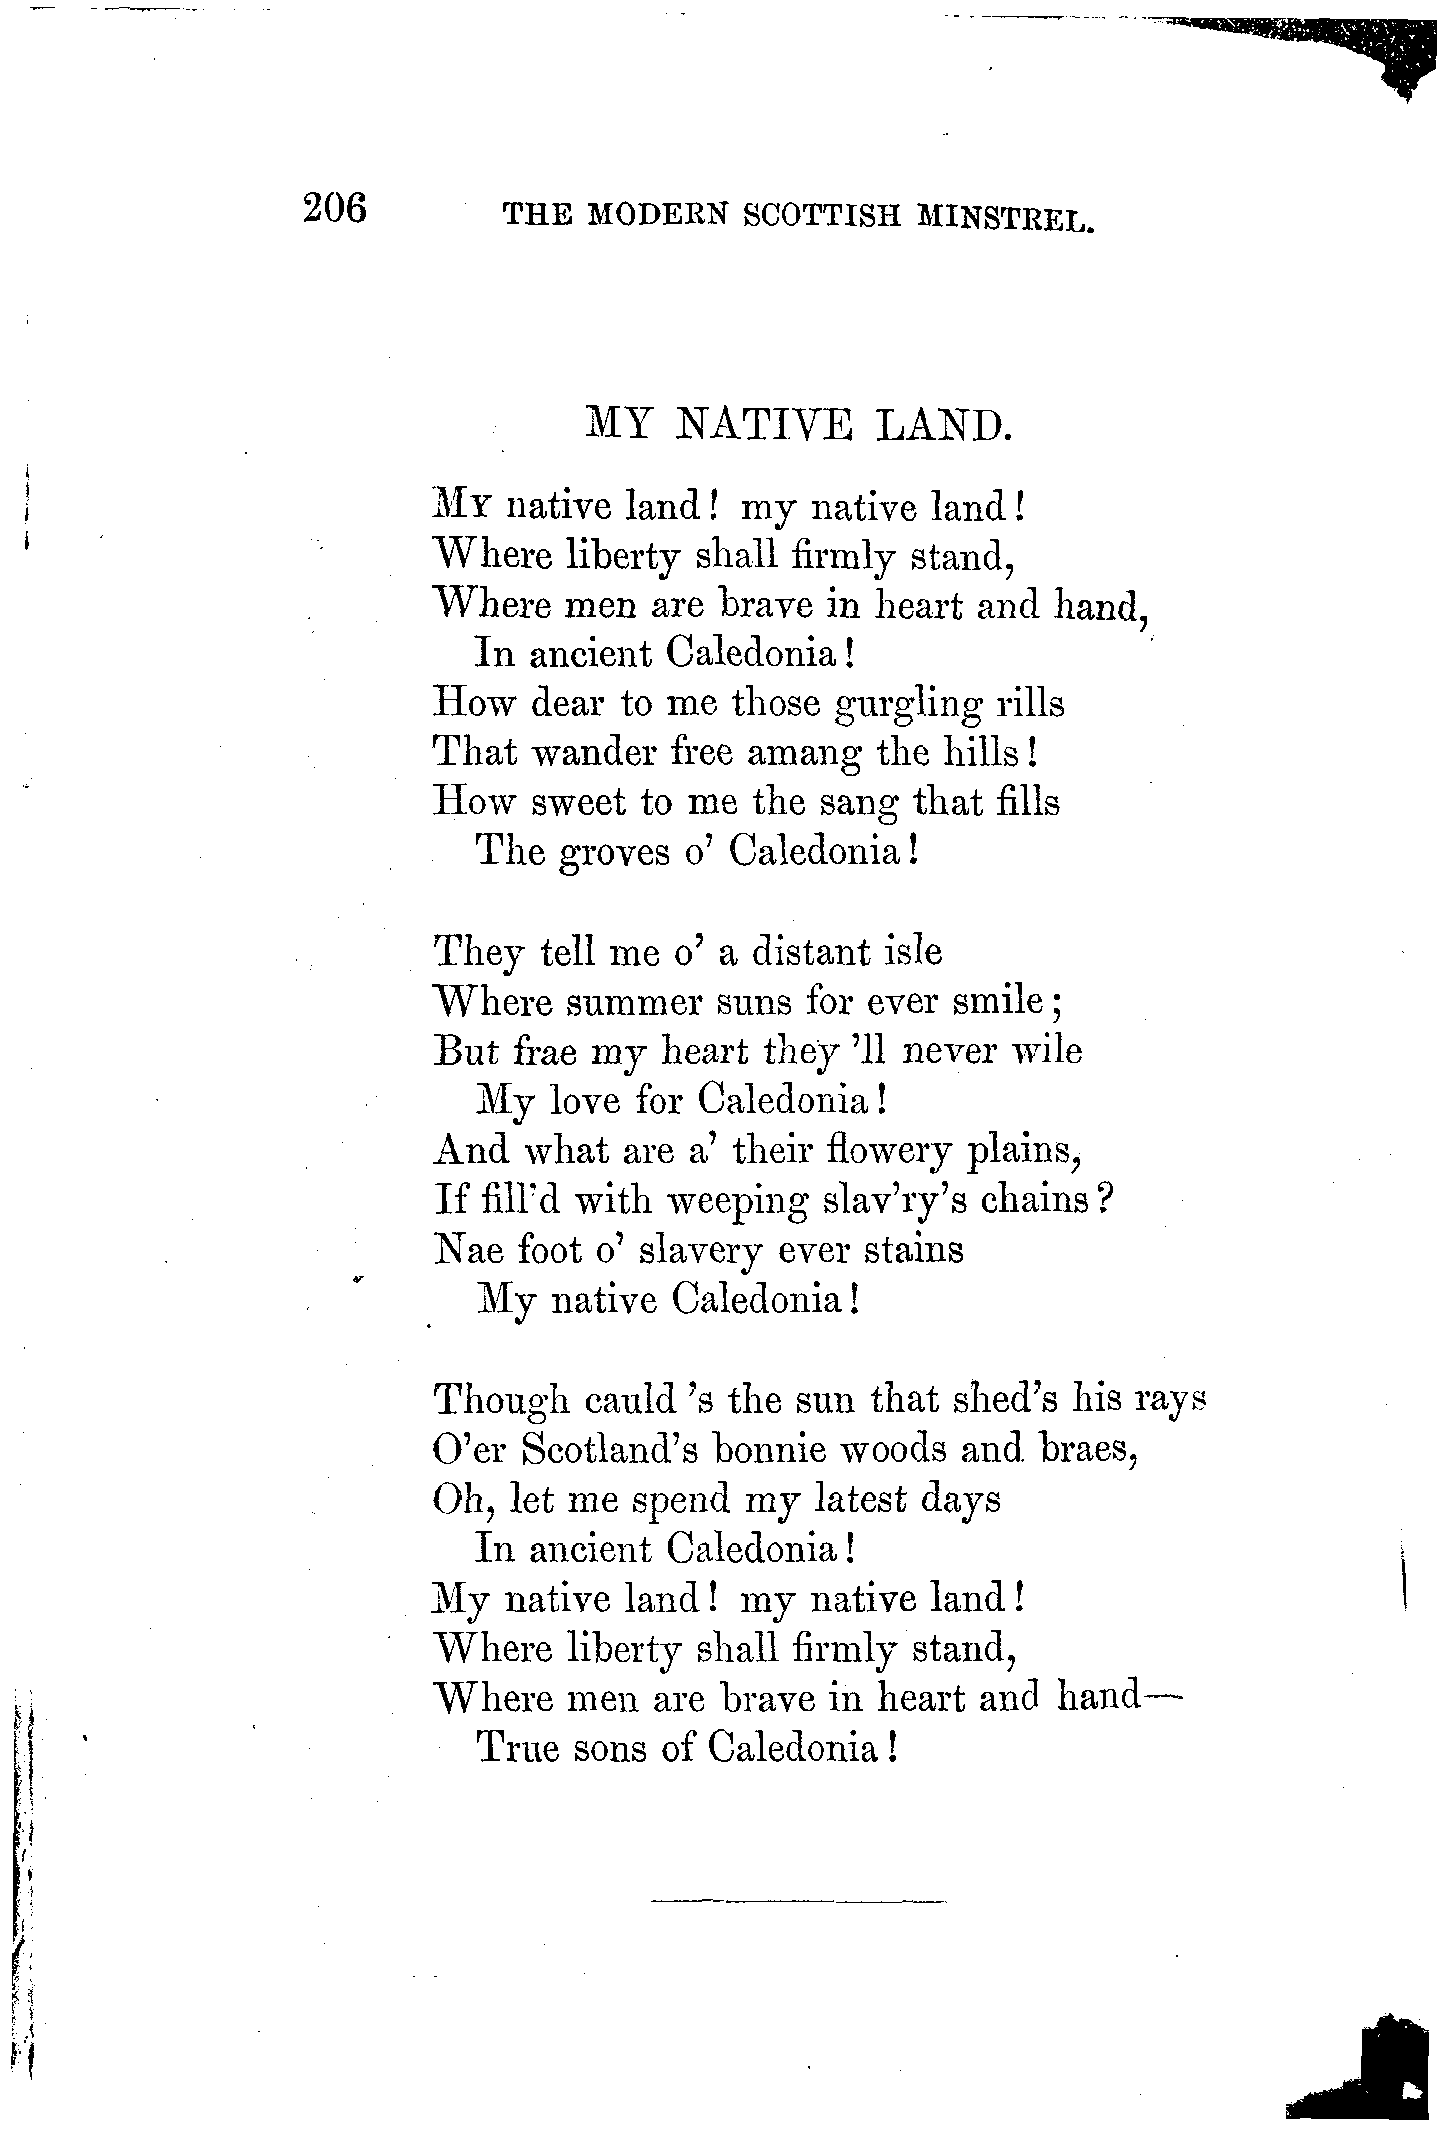 206 THE MODERN SCOTTISH MINSTREL.
MY NATIVE LAND.
MY native land! my native land!
Where liberty shall firmly stand,
Where men are brave in heart and hand,
In ancient Caledonia!
How dear to me those gurgling rills
That wander free amang the hills!
How sweet to me the sang that fills
The groves o' Caledonia!
They tell me o' a distant isle
Where summer suns for ever smile;
But frae my heart they 'll never wile
My love for Caledonia!
And what are a' their flowery plains,
If fill'd with weeping slav'ry's chains?
Nae foot o' slavery ever stains
My native Caledonia!
Though cauld 's the sun that shed's his rays
O'er Scotland's bonnie woods and braes,
Oh, let me spend my latest days
In ancient Caledonia!
My native land! my native land!
Where liberty shall firmly stand,
Where men are brave in heart and hand—
True sons of Caledonia!